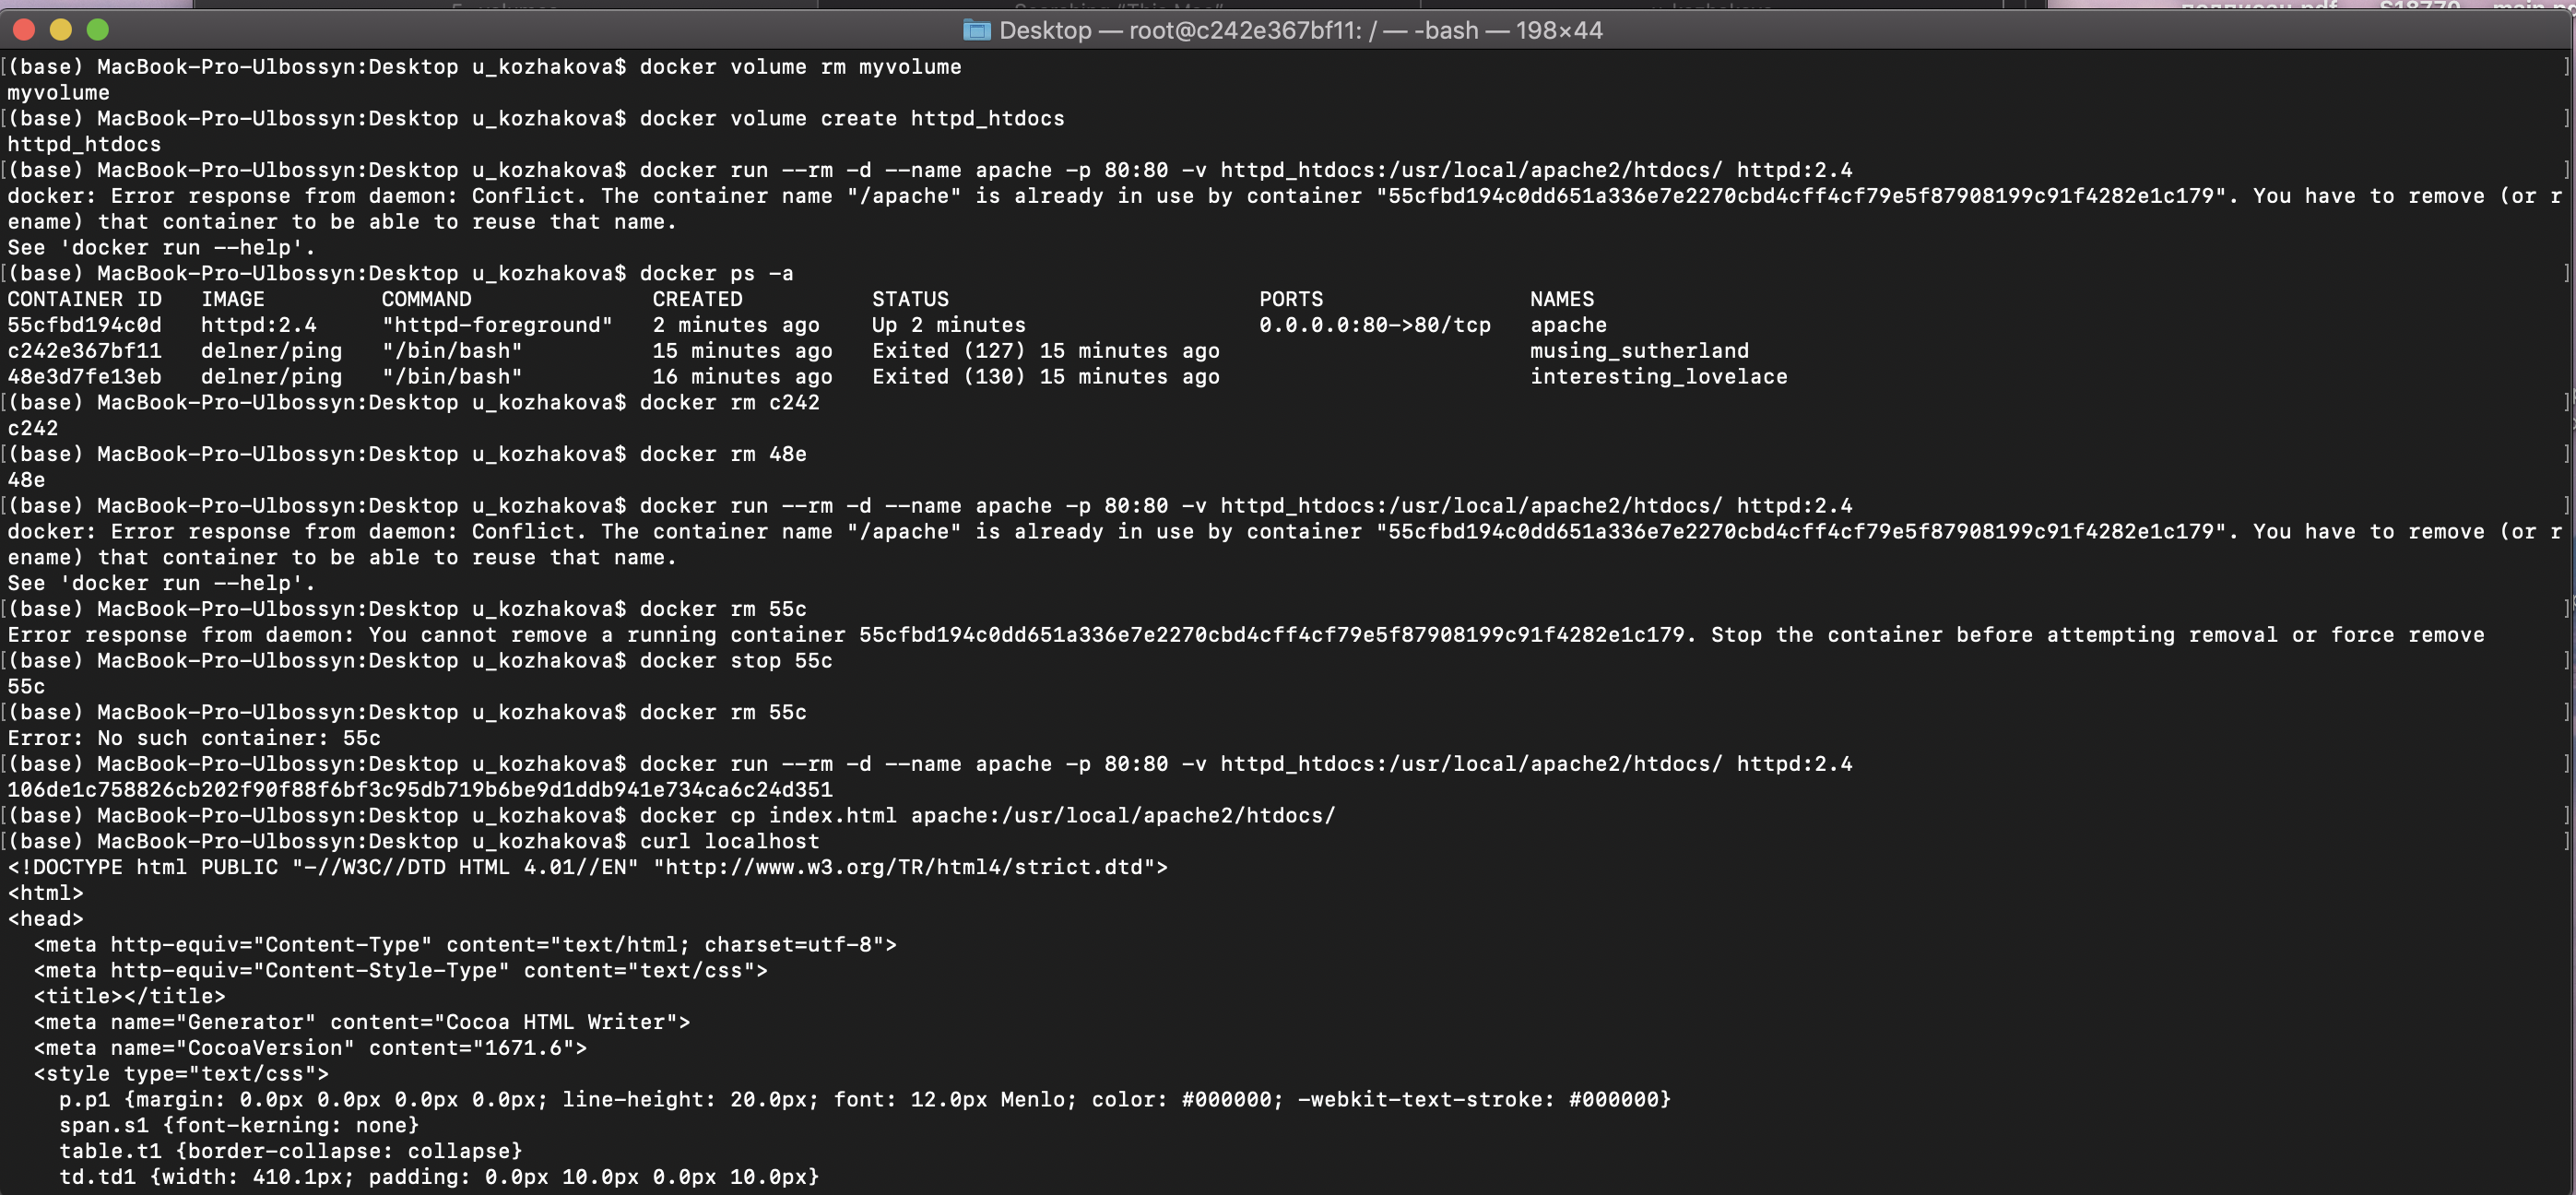 Desktop — root@c242e367bf11: / — -bash — 198×44
[(base) MacBook-Pro-Ulbossyn:Desktop u_kozhakova$ docker volume rm myvolume ]
myvolume
[(base) MacBook-Pro-Ulbossyn:Desktop u_kozhakova$ docker volume create httpd_htdocs ]
httpd_htdocs
[(base) MacBook-Pro-Ulbossyn:Desktop u_kozhakova$ docker run --rm -d --name apache -p 80:80 -v httpd_htdocs:/usr/local/apache2/htdocs/ httpd:2.4 ]
docker: Error response from daemon: Conflict. The container name "/apache" is already in use by container "55cfbd194c0dd651a336e7e2270cbd4cff4cf79e5f87908199c91f4282e1c179". You have to remove (or r
ename) that container to be able to reuse that name.
See 'docker run --help'.
[(base) MacBook-Pro-Ulbossyn:Desktop u_kozhakova$ docker ps -a ]
CONTAINER ID   IMAGE         COMMAND              CREATED          STATUS                        PORTS                NAMES
55cfbd194c0d   httpd:2.4     "httpd-foreground"   2 minutes ago    Up 2 minutes                  0.0.0.0:80->80/tcp   apache
c242e367bf11   delner/ping   "/bin/bash"          15 minutes ago   Exited (127) 15 minutes ago                        musing_sutherland
48e3d7fe13eb   delner/ping   "/bin/bash"          16 minutes ago   Exited (130) 15 minutes ago                        interesting_lovelace
[(base) MacBook-Pro-Ulbossyn:Desktop u_kozhakova$ docker rm c242 ]
c242
[(base) MacBook-Pro-Ulbossyn:Desktop u_kozhakova$ docker rm 48e ]
48e
[(base) MacBook-Pro-Ulbossyn:Desktop u_kozhakova$ docker run --rm -d --name apache -p 80:80 -v httpd_htdocs:/usr/local/apache2/htdocs/ httpd:2.4 ]
docker: Error response from daemon: Conflict. The container name "/apache" is already in use by container "55cfbd194c0dd651a336e7e2270cbd4cff4cf79e5f87908199c91f4282e1c179". You have to remove (or r
ename) that container to be able to reuse that name.
See 'docker run --help'.
[(base) MacBook-Pro-Ulbossyn:Desktop u_kozhakova$ docker rm 55c ]
Error response from daemon: You cannot remove a running container 55cfbd194c0dd651a336e7e2270cbd4cff4cf79e5f87908199c91f4282e1c179. Stop the container before attempting removal or force remove
[(base) MacBook-Pro-Ulbossyn:Desktop u_kozhakova$ docker stop 55c ]
55c
[(base) MacBook-Pro-Ulbossyn:Desktop u_kozhakova$ docker rm 55c ]
Error: No such container: 55c
[(base) MacBook-Pro-Ulbossyn:Desktop u_kozhakova$ docker run --rm -d --name apache -p 80:80 -v httpd_htdocs:/usr/local/apache2/htdocs/ httpd:2.4 ]
106de1c758826cb202f90f88f6bf3c95db719b6be9d1ddb941e734ca6c24d351
[(base) MacBook-Pro-Ulbossyn:Desktop u_kozhakova$ docker cp index.html apache:/usr/local/apache2/htdocs/ ]
[(base) MacBook-Pro-Ulbossyn:Desktop u_kozhakova$ curl localhost ]
<!DOCTYPE html PUBLIC "-//W3C//DTD HTML 4.01//EN" "http://www.w3.org/TR/html4/strict.dtd">
<html>
<head>
  <meta http-equiv="Content-Type" content="text/html; charset=utf-8">
  <meta http-equiv="Content-Style-Type" content="text/css">
  <title></title>
  <meta name="Generator" content="Cocoa HTML Writer">
  <meta name="CocoaVersion" content="1671.6">
  <style type="text/css">
    p.p1 {margin: 0.0px 0.0px 0.0px 0.0px; line-height: 20.0px; font: 12.0px Menlo; color: #000000; -webkit-text-stroke: #000000}
    span.s1 {font-kerning: none}
    table.t1 {border-collapse: collapse}
    td.td1 {width: 410.1px; padding: 0.0px 10.0px 0.0px 10.0px}